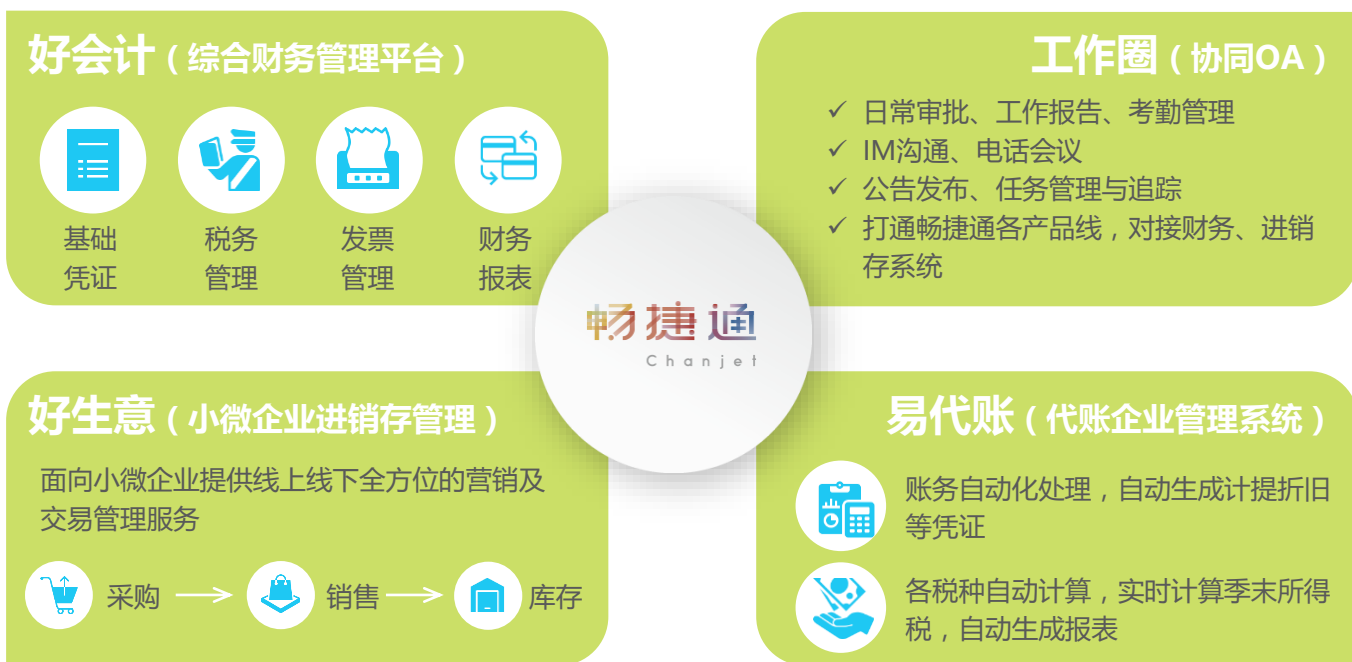 好会计（综合财务管理平台）
基础
凭证
税务
管理
发票
管理
财务
报表
工作圈（协同OA）
✓ 日常审批、工作报告、考勤管理
✓ IM沟通、电话会议
✓ 公告发布、任务管理与追踪
✓ 打通畅捷通各产品线，对接财务、进销
存系统
畅捷通
Chanjet
好生意（小微企业进销存管理）
面向小微企业提供线上线下全方位的营销及
交易管理服务
采购
销售
库存
易代账（代账企业管理系统）
账务自动化处理，自动生成计提折旧
等凭证
各税种自动计算，实时计算季末所得
税，自动生成报表